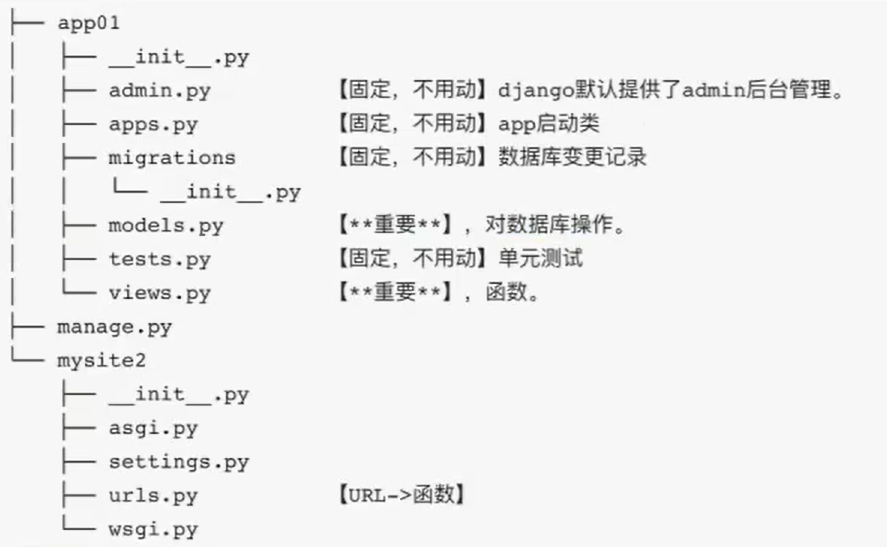 ├── app01
│   ├── __init__.py
│   ├── admin.py         【固定，不用动】django默认提供了admin后台管理。
│   ├── apps.py          【固定，不用动】app启动类
│   ├── migrations       【固定，不用动】数据库变更记录
│   │   └── __init__.py
│   ├── models.py        【**重要**】，对数据库操作。
│   ├── tests.py         【固定，不用动】单元测试
│   └── views.py         【**重要**】，函数。
├── manage.py
└── mysite2
    ├── __init__.py
    ├── asgi.py
    ├── settings.py
    ├── urls.py          【URL->函数】
    └── wsgi.py